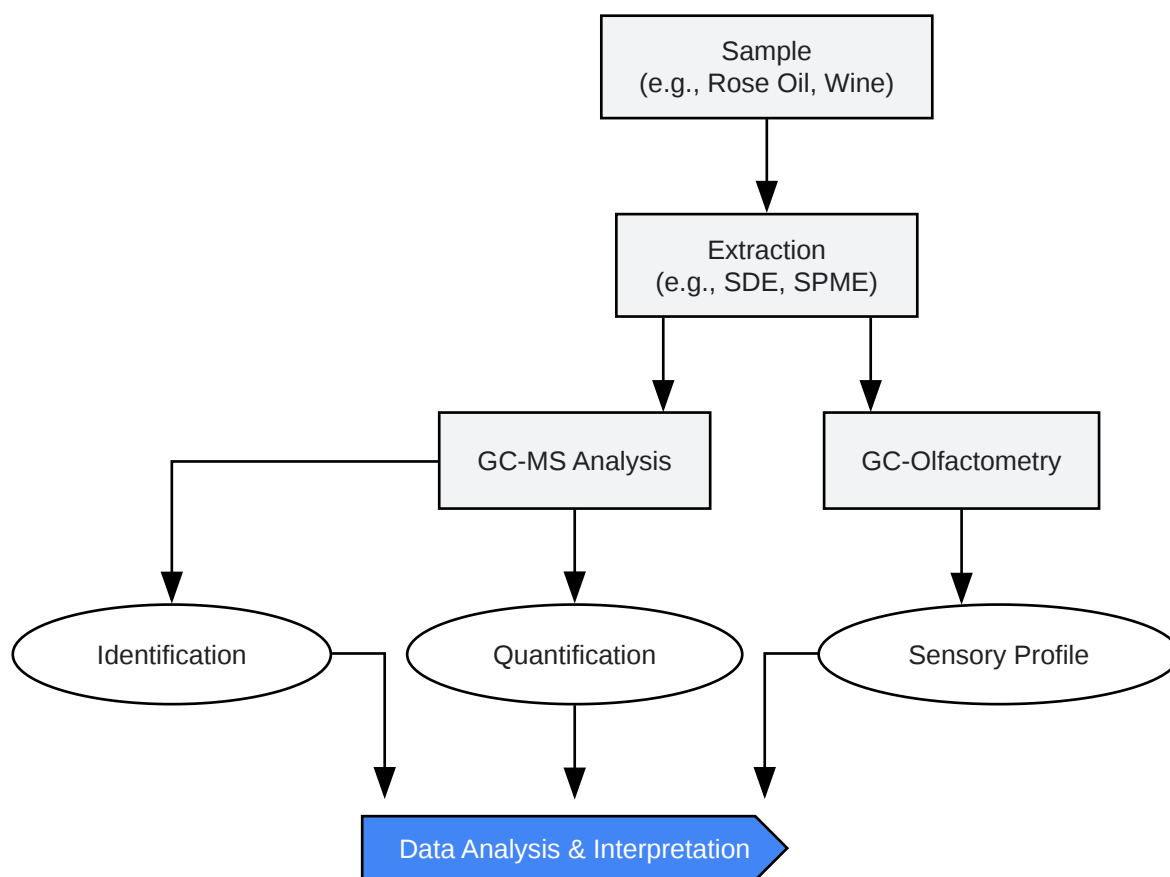 Sample
(e.g., Rose Oil, Wine)
Extraction
(e.g., SDE, SPME)
GC-MS Analysis
GC-Olfactometry
Identification
Quantification
Sensory Profile
Data Analysis & Interpretation